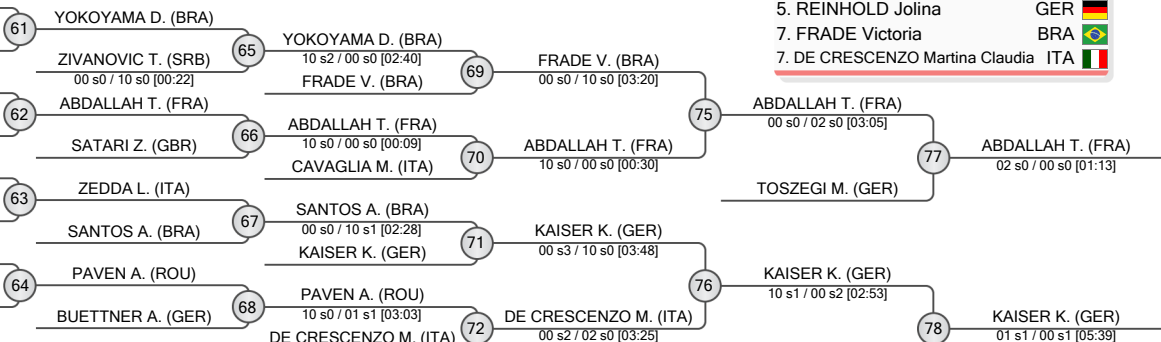 5. REINHOLD Jolina GER
7. FRADE Victoria BRA
7. DE CRESCENZO Martina Claudia ITA
61
YOKOYAMA D. (BRA)
ZIVANOVIC T. (SRB)
00 s0 / 10 s0 [00:22]
62
ABDALLAH T. (FRA)
SATARI Z. (GBR)
63
ZEDDA L. (ITA)
SANTOS A. (BRA)
64
PAVEN A. (ROU)
BUETTNER A. (GER)
65
YOKOYAMA D. (BRA)
10 s2 / 00 s0 [02:40]
FRADE V. (BRA)
66
ABDALLAH T. (FRA)
10 s0 / 00 s0 [00:09]
CAVAGLIA M. (ITA)
67
SANTOS A. (BRA)
00 s0 / 10 s1 [02:28]
KAISER K. (GER)
68
PAVEN A. (ROU)
10 s0 / 01 s1 [03:03]
DE CRESCENZO M. (ITA)
69
FRADE V. (BRA)
00 s0 / 10 s0 [03:20]
70
ABDALLAH T. (FRA)
10 s0 / 00 s0 [00:30]
71
KAISER K. (GER)
00 s3 / 10 s0 [03:48]
72
DE CRESCENZO M. (ITA)
00 s2 / 02 s0 [03:25]
75
ABDALLAH T. (FRA)
00 s0 / 02 s0 [03:05]
TOSZEGI M. (GER)
76
KAISER K. (GER)
10 s1 / 00 s2 [02:53]
77
ABDALLAH T. (FRA)
02 s0 / 00 s0 [01:13]
78
KAISER K. (GER)
01 s1 / 00 s1 [05:39]